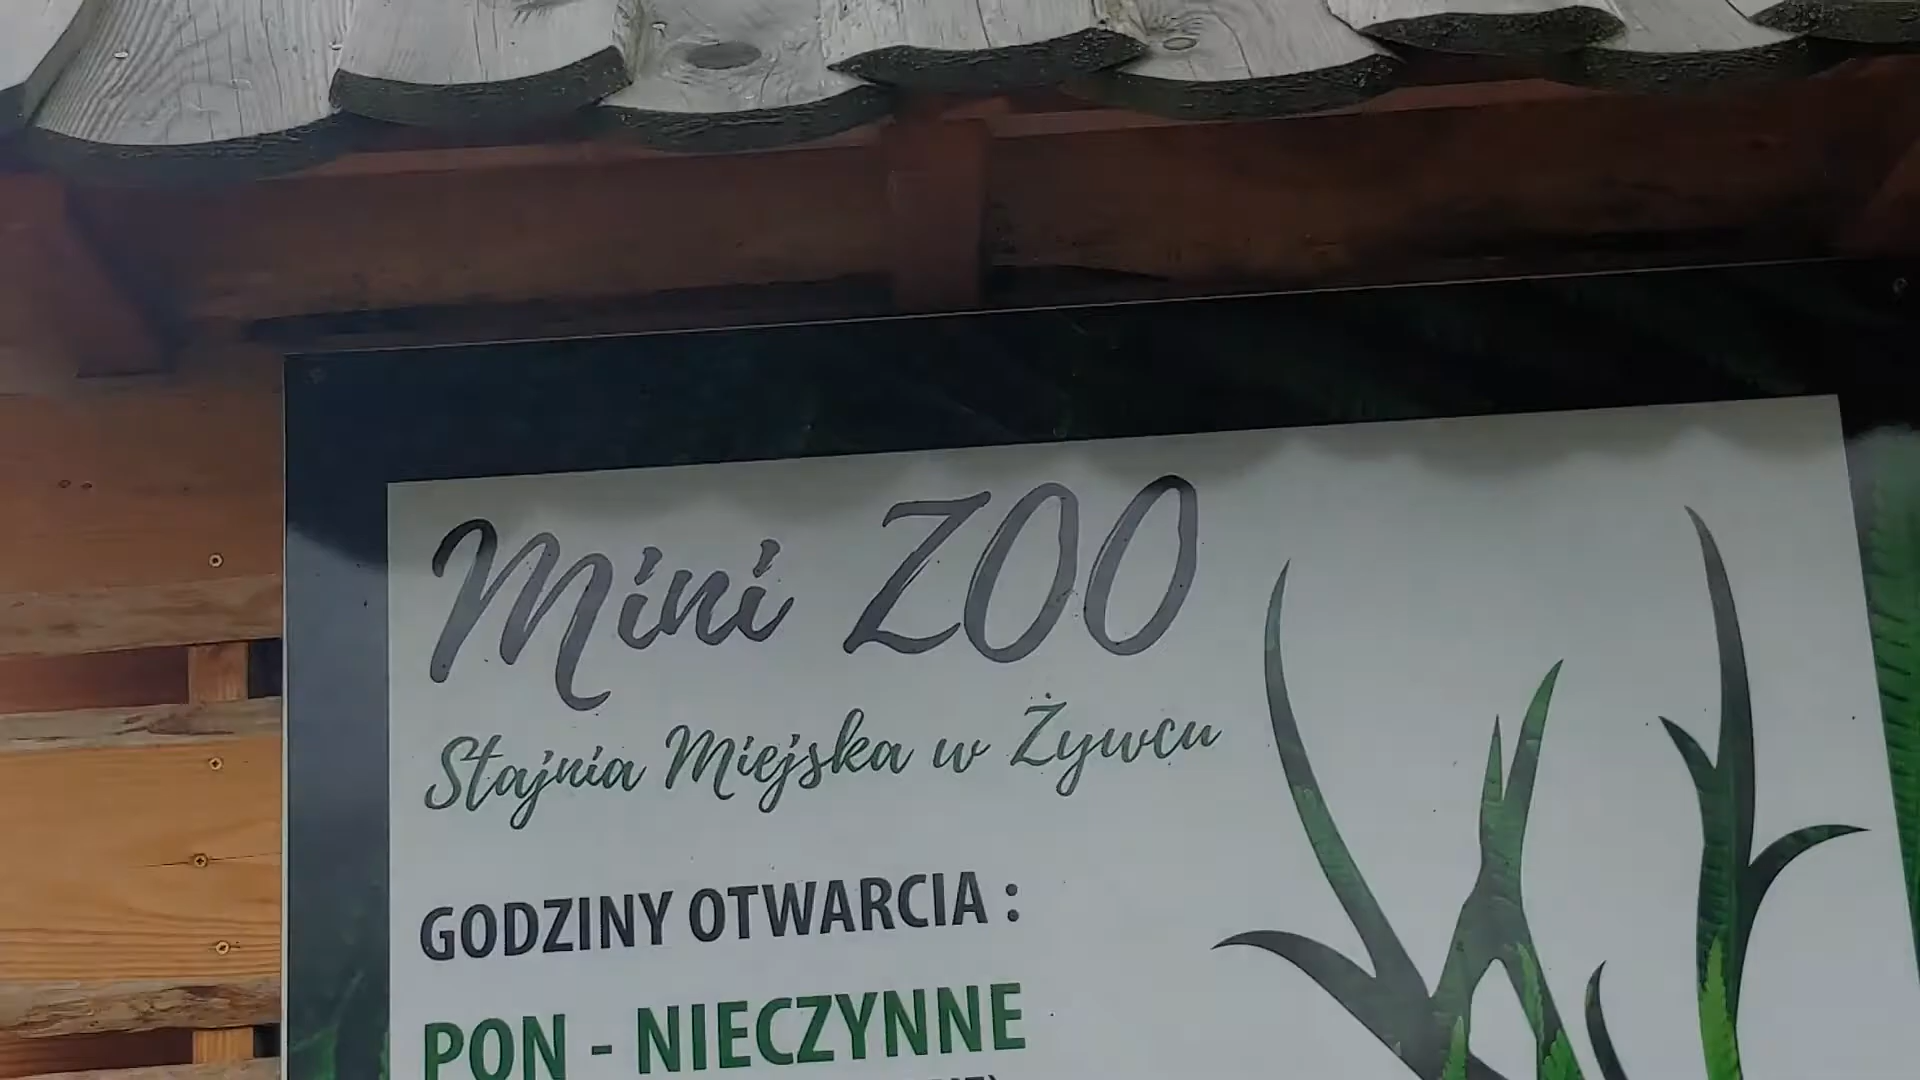 Mini ZOO
Stajnia Miejska w Żywcu
GODZINY OTWARCIA :
PON - NIECZYNNE